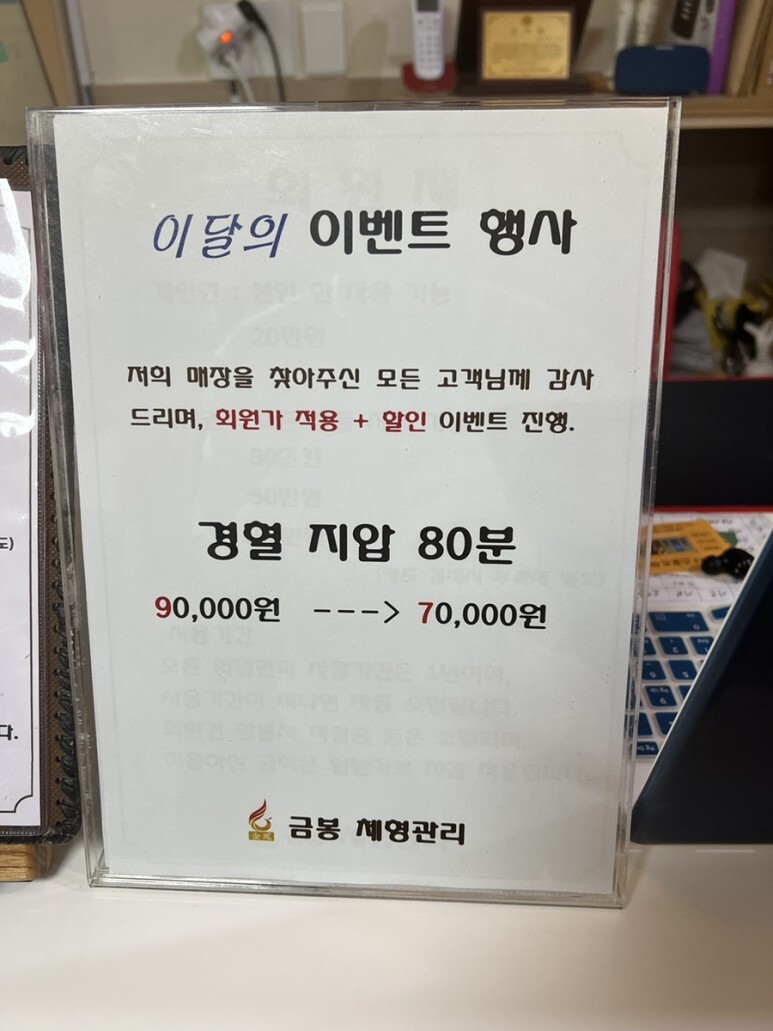 이달의 이벤트 행사
저희 매장을 찾아주신 모든 고객님께 감사
드리며, 회원가 적용 + 할인 이벤트 진행.
경혈 지압 80분
90,000원 ---> 70,000원
금봉 체형관리
도)
다.